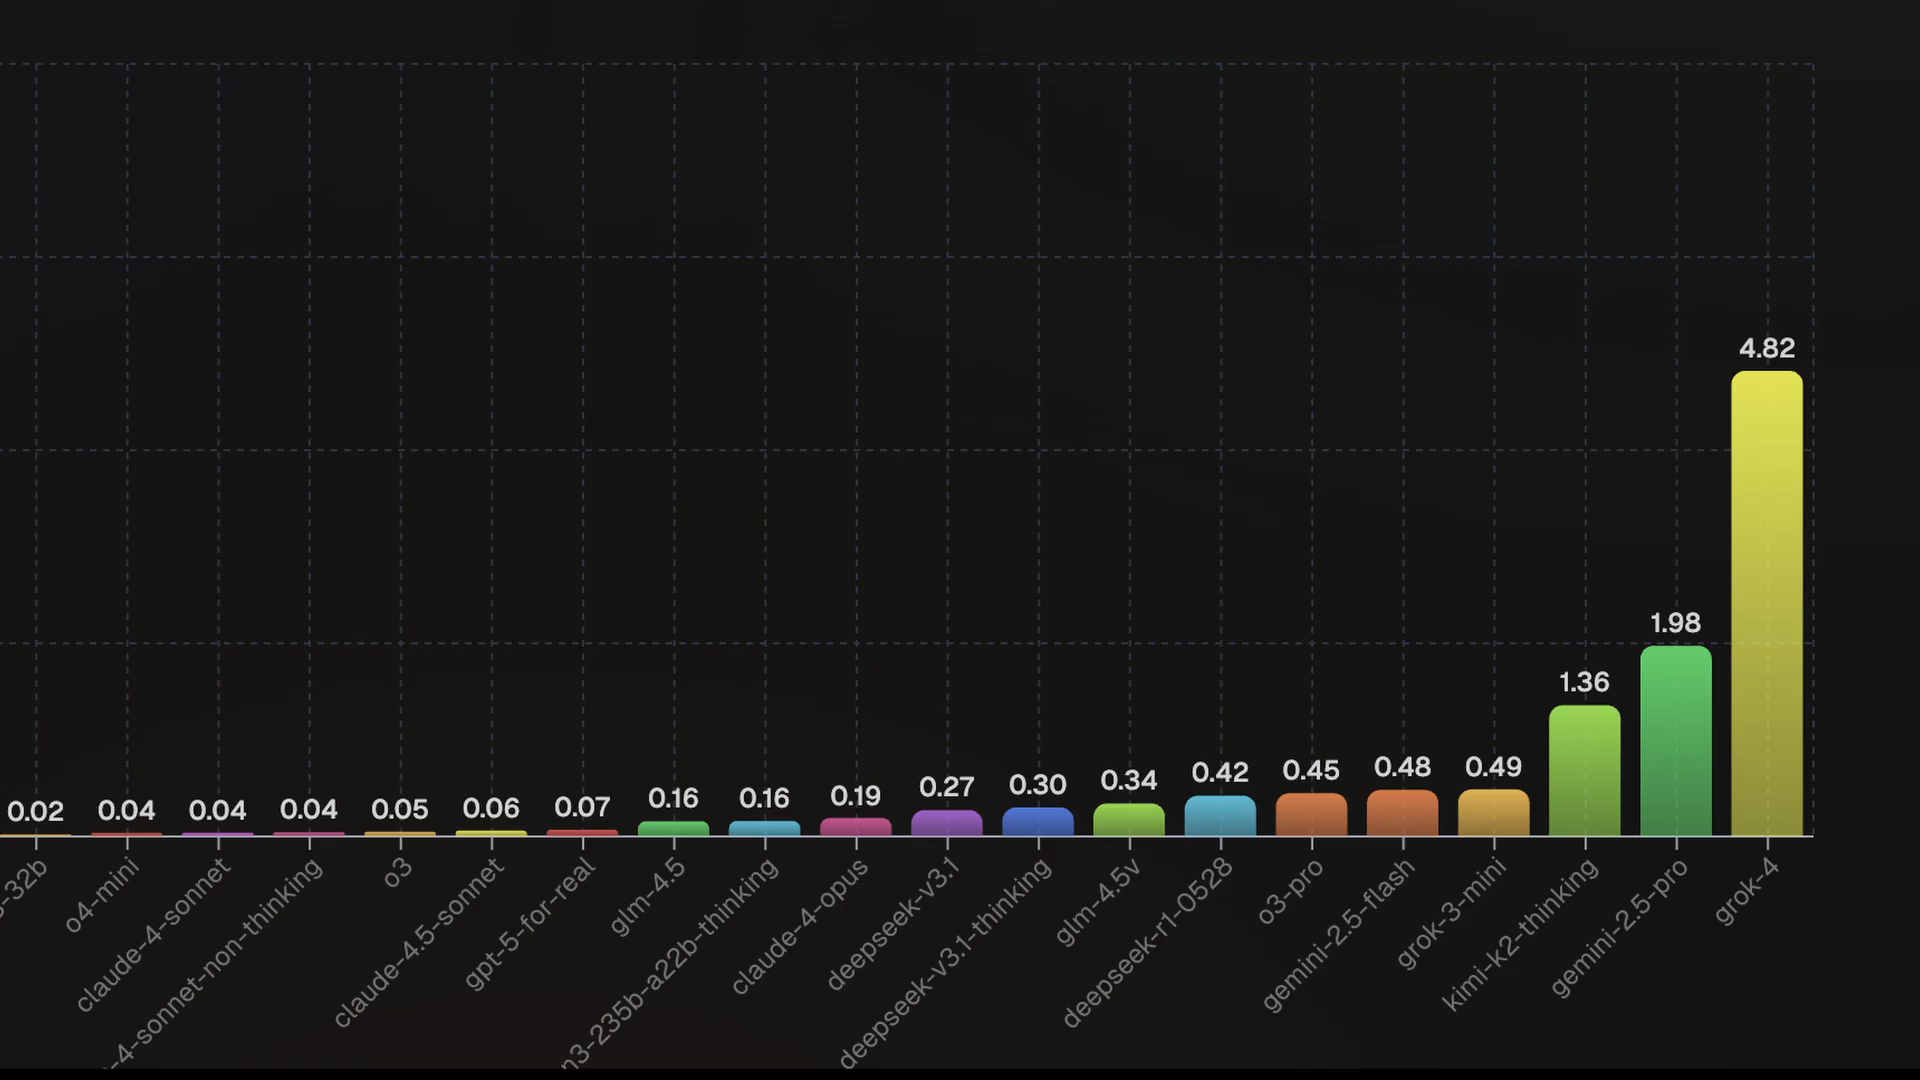 4.82
1.98
1.36
0.49
0.48
0.45
0.42
0.34
0.30
0.27
0.19
0.16
0.16
0.07
0.06
0.05
0.04
0.04
0.04
0.02
-32b
o4-mini
claude-4-sonnet
-4-sonnet-non-thinking
o3
claude-4.5-sonnet
gpt-5-for-real
glm-4.5
n3-235b-a22b-thinking
claude-4-opus
deepseek-v3.1
deepseek-v3.1-thinking
glm-4.5v
deepseek-r1-0528
o3-pro
gemini-2.5-flash
grok-3-mini
kimi-k2-thinking
gemini-2.5-pro
grok-4